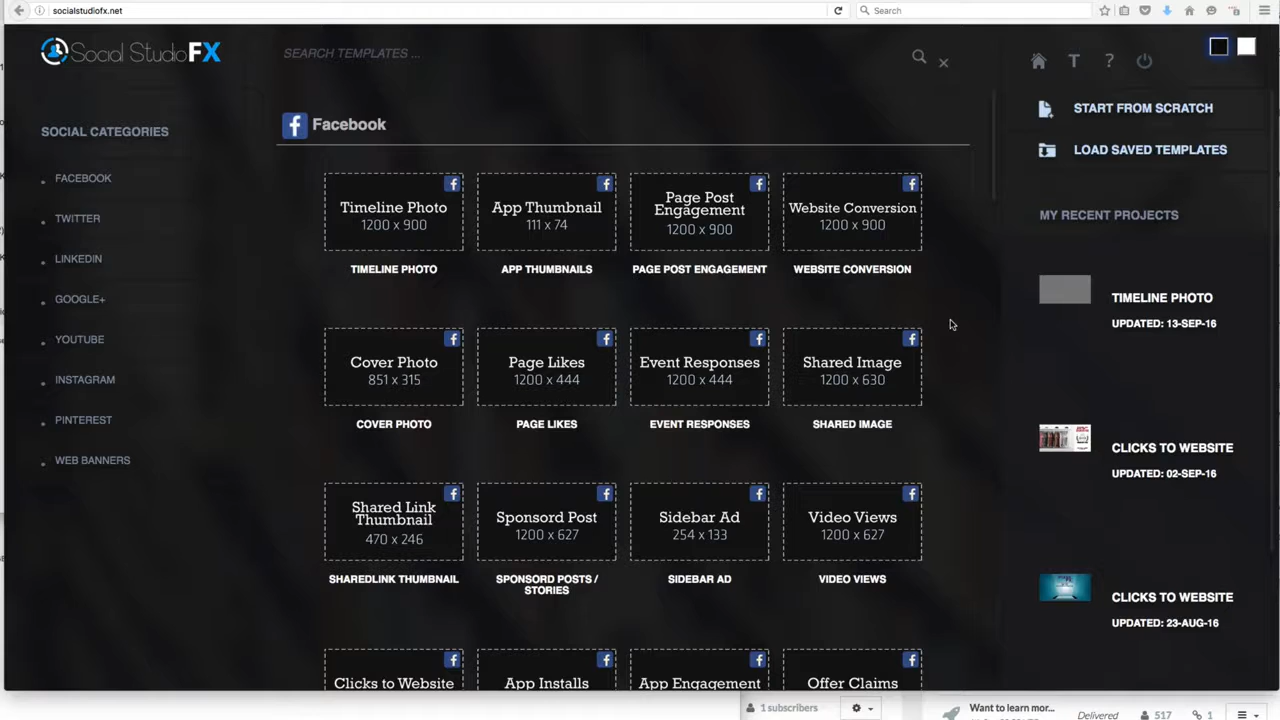 socialstudiofx.net
Search
Social StudioFX
SEARCH TEMPLATES ...
T
?
SOCIAL CATEGORIES
FACEBOOK
TWITTER
LINKEDIN
GOOGLE+
YOUTUBE
INSTAGRAM
PINTEREST
WEB BANNERS
Facebook
Timeline Photo
1200 x 900
TIMELINE PHOTO
App Thumbnail
111 x 74
APP THUMBNAILS
Page Post
Engagement
1200 x 900
PAGE POST ENGAGEMENT
Website Conversion
1200 x 900
WEBSITE CONVERSION
Cover Photo
851 x 315
COVER PHOTO
Page Likes
1200 x 444
PAGE LIKES
Event Responses
1200 x 444
EVENT RESPONSES
Shared Image
1200 x 630
SHARED IMAGE
Shared Link
Thumbnail
470 x 246
SHAREDLINK THUMBNAIL
Sponsord Post
1200 x 627
SPONSORD POSTS /
STORIES
Sidebar Ad
254 x 133
SIDEBAR AD
Video Views
1200 x 627
VIDEO VIEWS
Clicks to Website
App Installs
App Engagement
Offer Claims
START FROM SCRATCH
LOAD SAVED TEMPLATES
MY RECENT PROJECTS
TIMELINE PHOTO
UPDATED: 13-SEP-16
CLICKS TO WEBSITE
UPDATED: 02-SEP-16
CLICKS TO WEBSITE
UPDATED: 23-AUG-16
1 subscribers
Want to learn mor...
Delivered
517
1